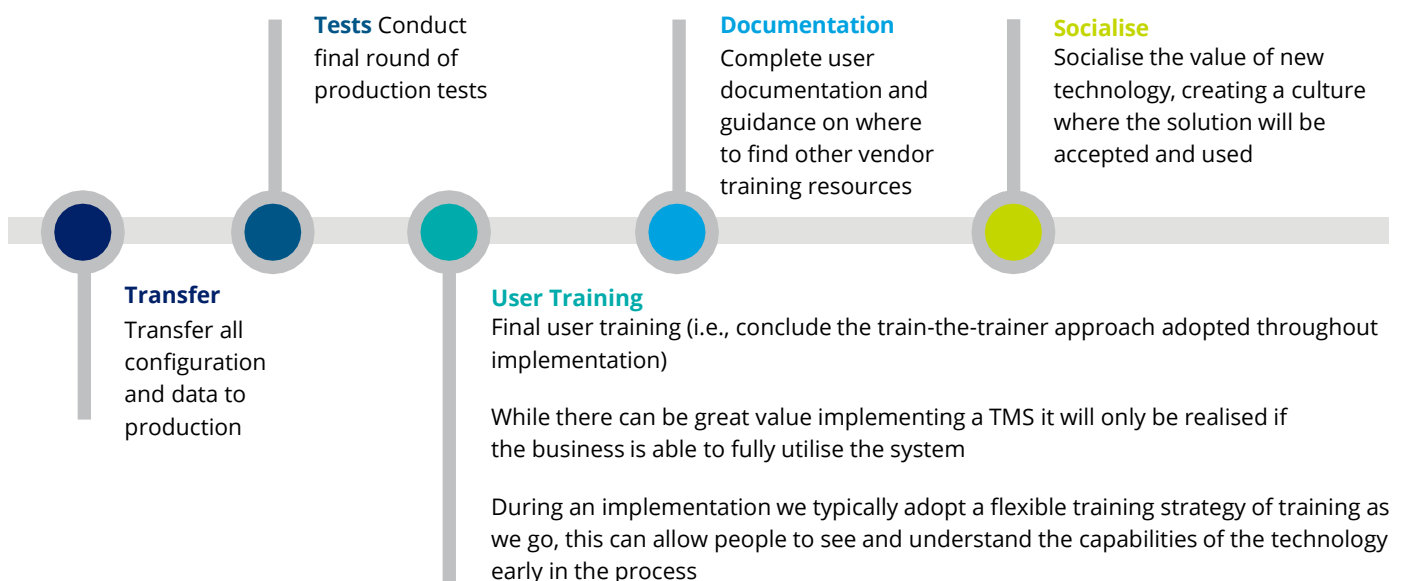 Tests Conduct
final round of
production tests
Documentation
Complete user
documentation and
guidance on where
to find other vendor
training resources
Socialise
Socialise the value of new
technology, creating a culture
where the solution will be
accepted and used
Transfer
Transfer all
configuration
and data to
production
User Training
Final user training (i.e., conclude the train-the-trainer approach adopted throughout
implementation)
While there can be great value implementing a TMS it will only be realised if
the business is able to fully utilise the system
During an implementation we typically adopt a flexible training strategy of training as
we go, this can allow people to see and understand the capabilities of the technology
early in the process